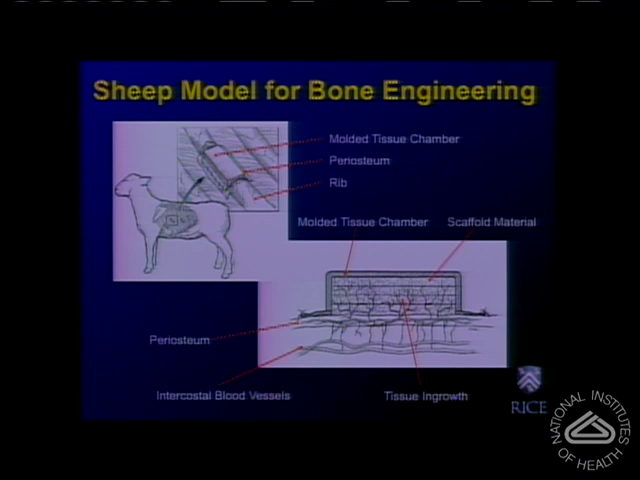 Sheep Model for Bone Engineering
Molded Tissue Chamber
Periosteum
Rib
Molded Tissue Chamber
Scaffold Material
Periosteum
Intercostal Blood Vessels
Tissue Ingrowth
RICE
NATIONAL INSTITUTES
OF HEALTH